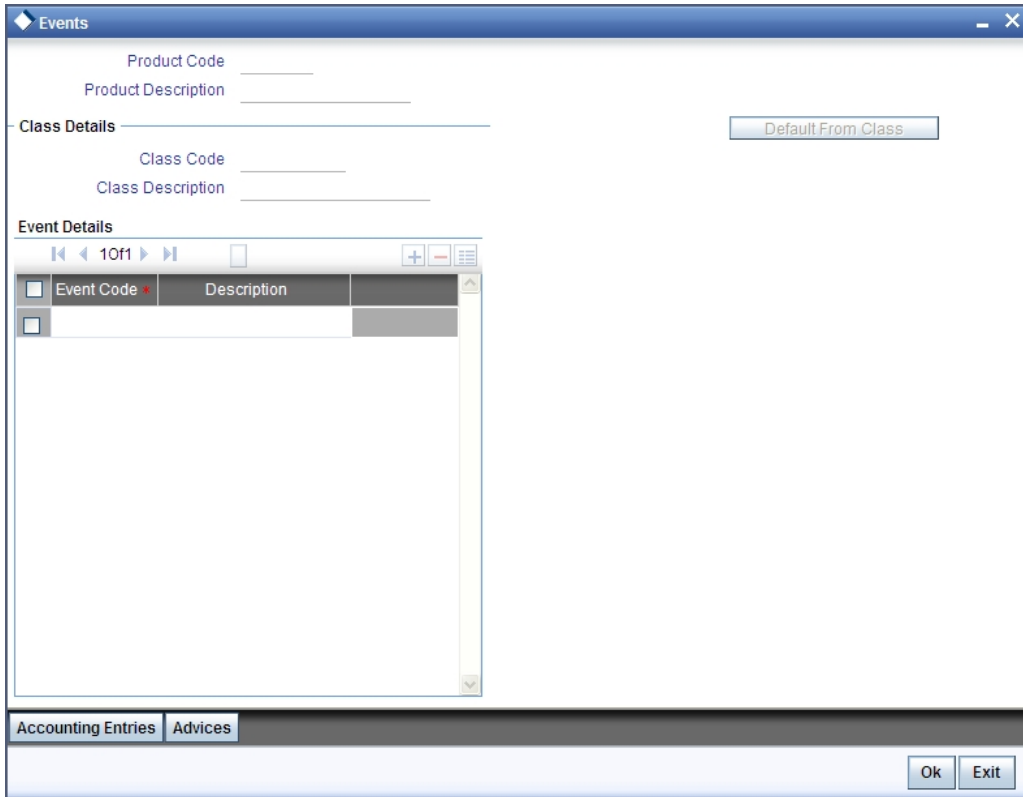 Events
Product Code
Product Description
Class Details
Default From Class
Class Code
Class Description
Event Details
1Of1
Event Code * Description
Accounting Entries Advices
Ok Exit